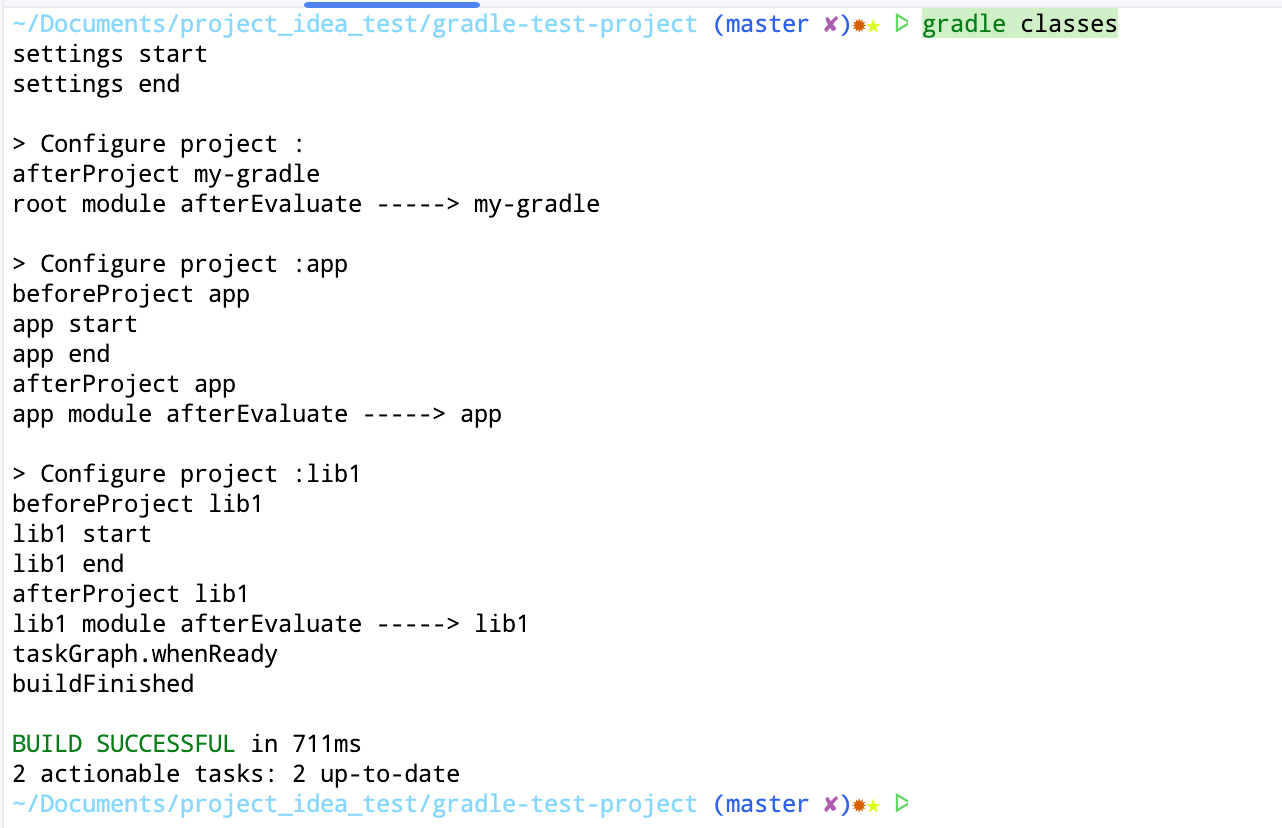 ~/Documents/project_idea_test/gradle-test-project (master ✘)✹★ ▷ gradle classes
settings start
settings end
> Configure project :
afterProject my-gradle
root module afterEvaluate -----> my-gradle
> Configure project :app
beforeProject app
app start
app end
afterProject app
app module afterEvaluate -----> app
> Configure project :lib1
beforeProject lib1
lib1 start
lib1 end
afterProject lib1
lib1 module afterEvaluate -----> lib1
taskGraph.whenReady
buildFinished
BUILD SUCCESSFUL in 711ms
2 actionable tasks: 2 up-to-date
~/Documents/project_idea_test/gradle-test-project (master ✘)✹★ ▷